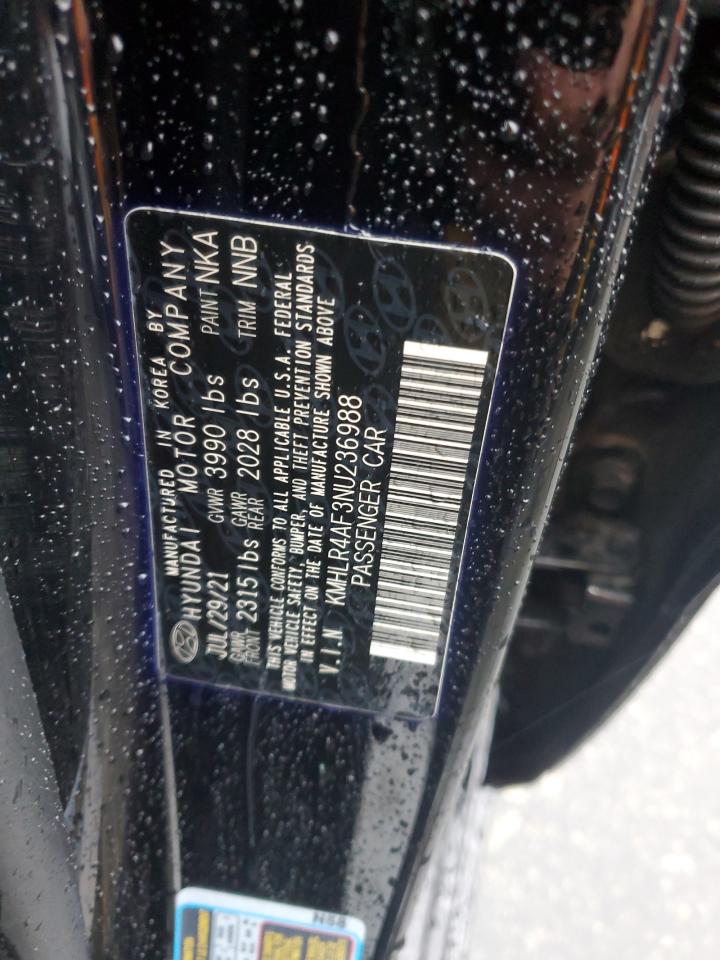 MANUFACTURED IN KOREA BY
HYUNDAI MOTOR COMPANY
JUL/29/21 GVWR 3990 lbs PAINT NKA
GAWR FRONT 2315 lbs GAWR REAR 2028 lbs TRIM NNB
THIS VEHICLE CONFORMS TO ALL APPLICABLE U.S.A. FEDERAL
MOTOR VEHICLE SAFETY, BUMPER, AND THEFT PREVENTION STANDARDS
IN EFFECT ON THE DATE OF MANUFACTURE SHOWN ABOVE
V.I.N KMHLR4AF3NU236988
PASSENGER CAR